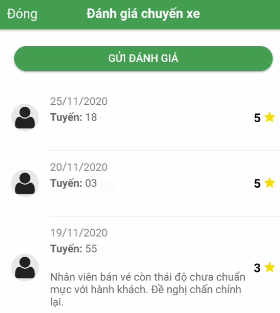 Đóng Đánh giá chuyến xe
GỬI ĐÁNH GIÁ
25/11/2020
Tuyến: 18
5
20/11/2020
Tuyến: 03
5
19/11/2020
Tuyến: 55
3
Nhân viên bán vé còn thái độ chưa chuẩn
mực với hành khách. Đề nghị chấn chỉnh
lại.